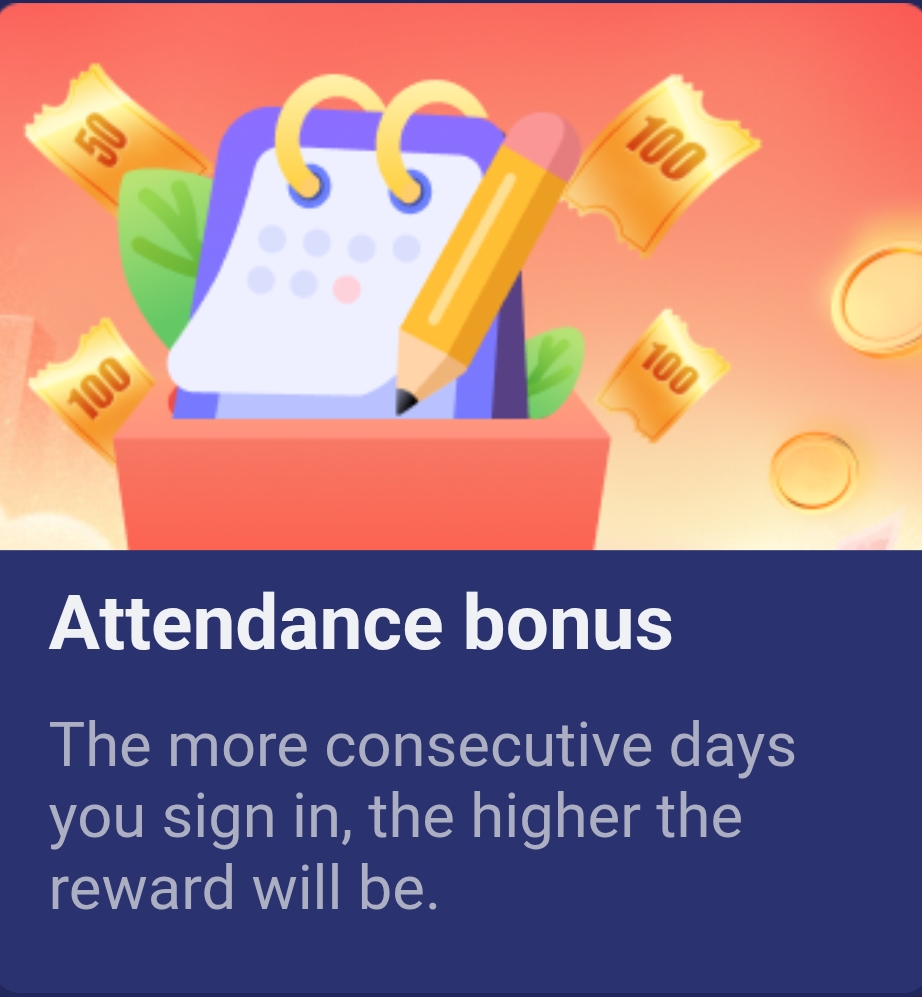 50
100
100
100
Attendance bonus
The more consecutive days
you sign in, the higher the
reward will be.